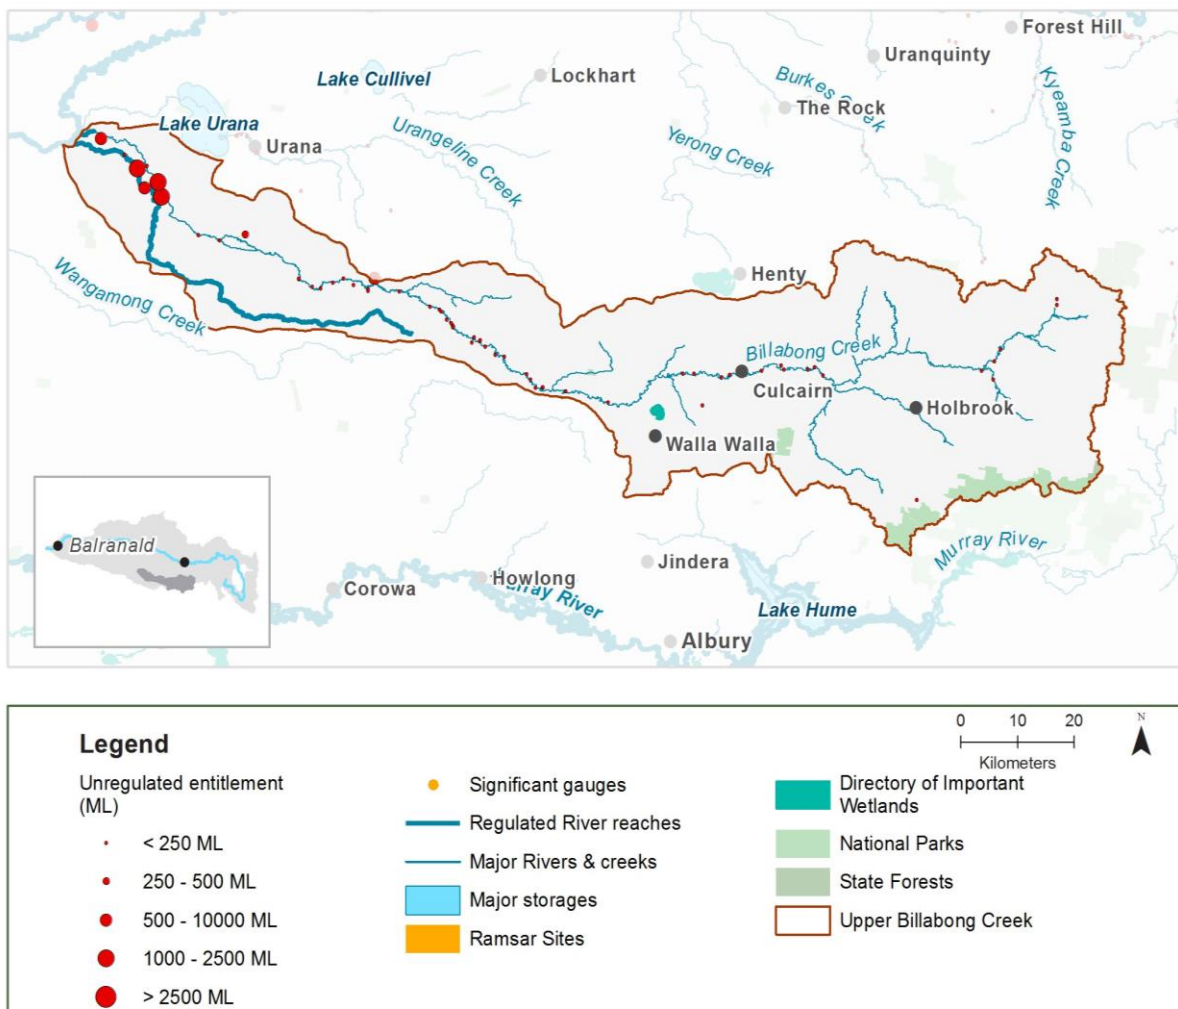 Forest Hill
Uranquinty
Lake Cullivel
Lockhart
Burkes Creek
The Rock
Kyeamba Creek
Lake Urana
Urana
Urangeline Creek
Yerong Creek
Henty
Wangamong Creek
Billabong Creek
Culcairn
Holbrook
Walla Walla
Balranald
Jindera
Murray River
Corowa
Howlong
Murray River
Lake Hume
Albury
Legend
0 10 20
Kilometers
N
Unregulated entitlement
(ML)
< 250 ML
250 - 500 ML
500 - 10000 ML
1000 - 2500 ML
> 2500 ML
Significant gauges
Regulated River reaches
Major Rivers & creeks
Major storages
Ramsar Sites
Directory of Important
Wetlands
National Parks
State Forests
Upper Billabong Creek